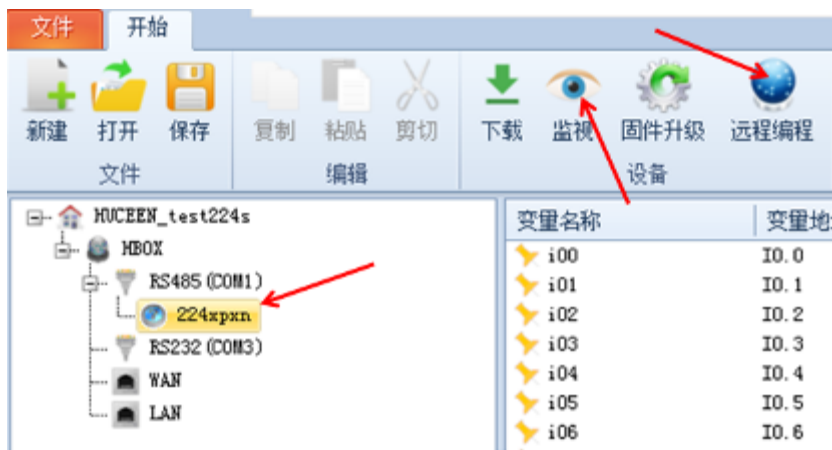 文件 开始
新建 打开 保存 复制 粘贴 剪切 下载 监视 固件升级 远程编程
文件 编辑 设备
HUCEEN_test224s
HBOX
RS485(COM1)
224xpxn
RS232(COM3)
WAN
LAN
变量名称 变量地
i00 I0.0
i01 I0.1
i02 I0.2
i03 I0.3
i04 I0.4
i05 I0.5
i06 I0.6